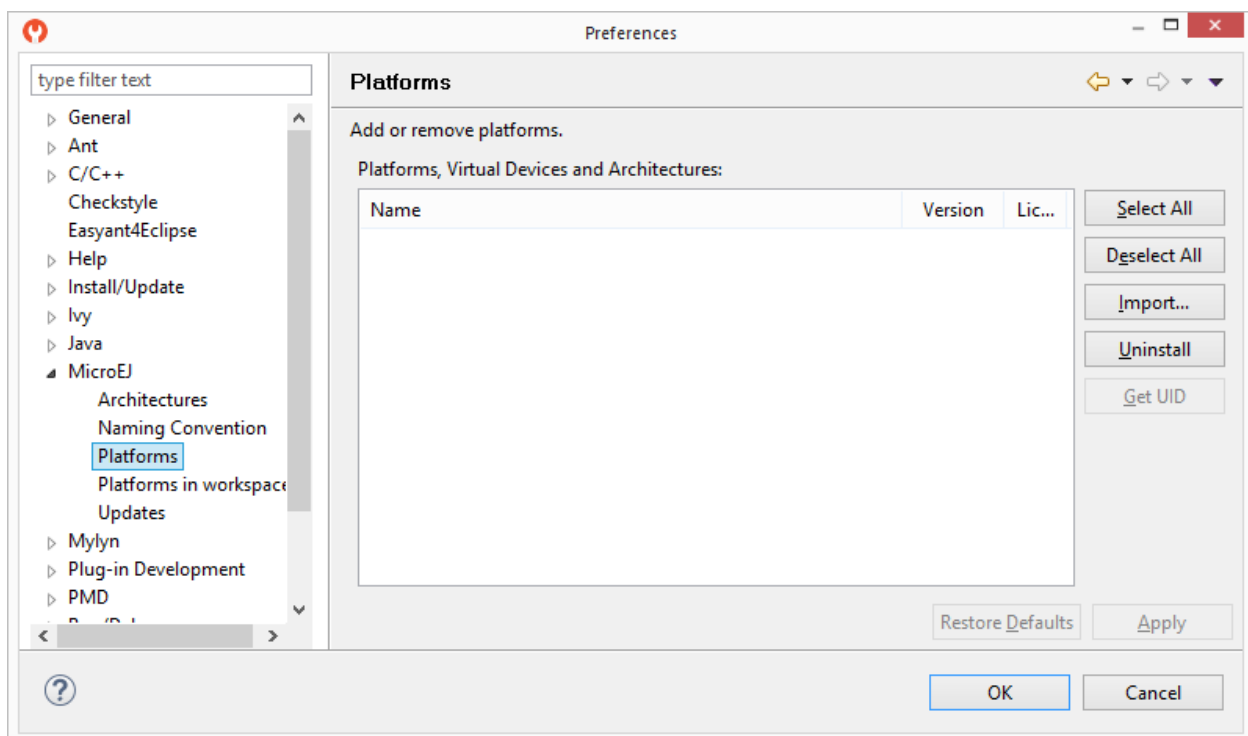 Preferences
type filter text
General
Ant
C/C++
Checkstyle
Easyant4Eclipse
Help
Install/Update
Ivy
Java
MicroEJ
Architectures
Naming Convention
Platforms
Platforms in workspace
Updates
Mylyn
Plug-in Development
PMD
Platforms
Add or remove platforms.
Platforms, Virtual Devices and Architectures:
Name Version Lic...
Select All
Deselect All
Import...
Uninstall
Get UID
Restore Defaults Apply
? OK Cancel